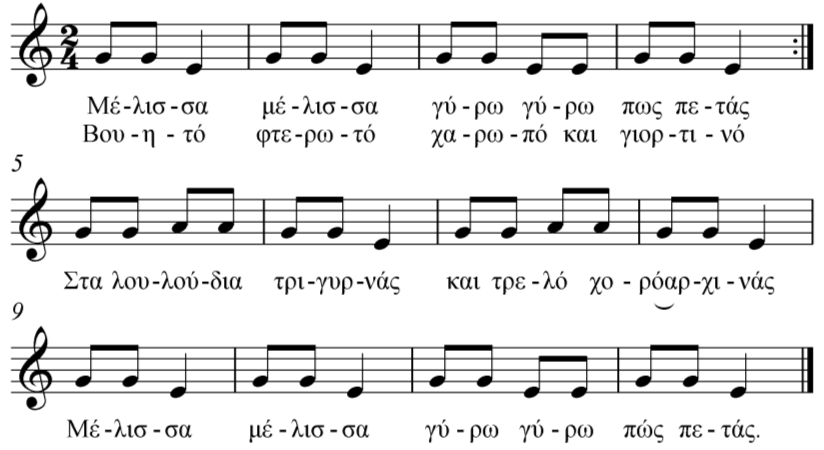 2 4
Μέ-λισ-σα μέ-λισ-σα γύ-ρω γύ-ρω πως πε-τάς
Βου-η-τό φτε-ρω-τό χα-ρω-πό και γιορ-τι-νό
5
Στα λου-λού-δια τρι-γυρ-νάς και τρε-λό χο-ρόαρ-χι-νάς
9
Μέ-λισ-σα μέ-λισ-σα γύ-ρω γύ-ρω πώς πε-τάς.